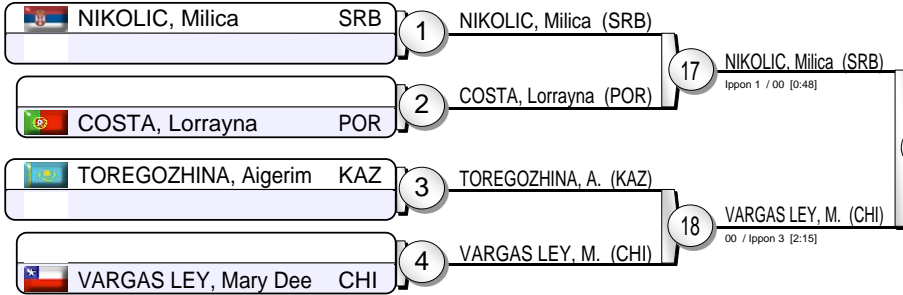 NIKOLIC, Milica SRB
1
NIKOLIC, Milica (SRB)
17
NIKOLIC, Milica (SRB)
Ippon 1 / 00 [0:48]
2
COSTA, Lorrayna (POR)
COSTA, Lorrayna POR
TOREGOZHINA, Aigerim KAZ
3
TOREGOZHINA, A. (KAZ)
18
VARGAS LEY, M. (CHI)
00 / Ippon 3 [2:15]
4
VARGAS LEY, M. (CHI)
VARGAS LEY, Mary Dee CHI